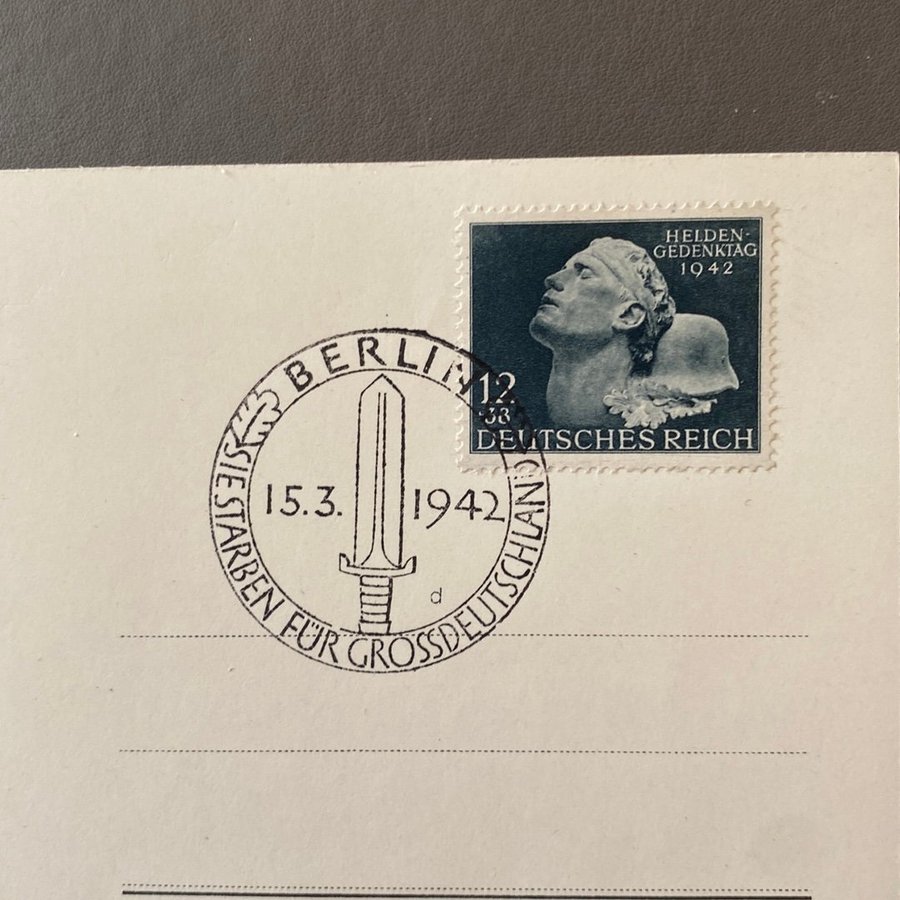 HELDEN-
GEDENKTAG
1942
12
+38
DEUTSCHES REICH
BERLIN
SIE STARBEN FÜR GROSSDEUTSCHLAND
15.3. 1942
d